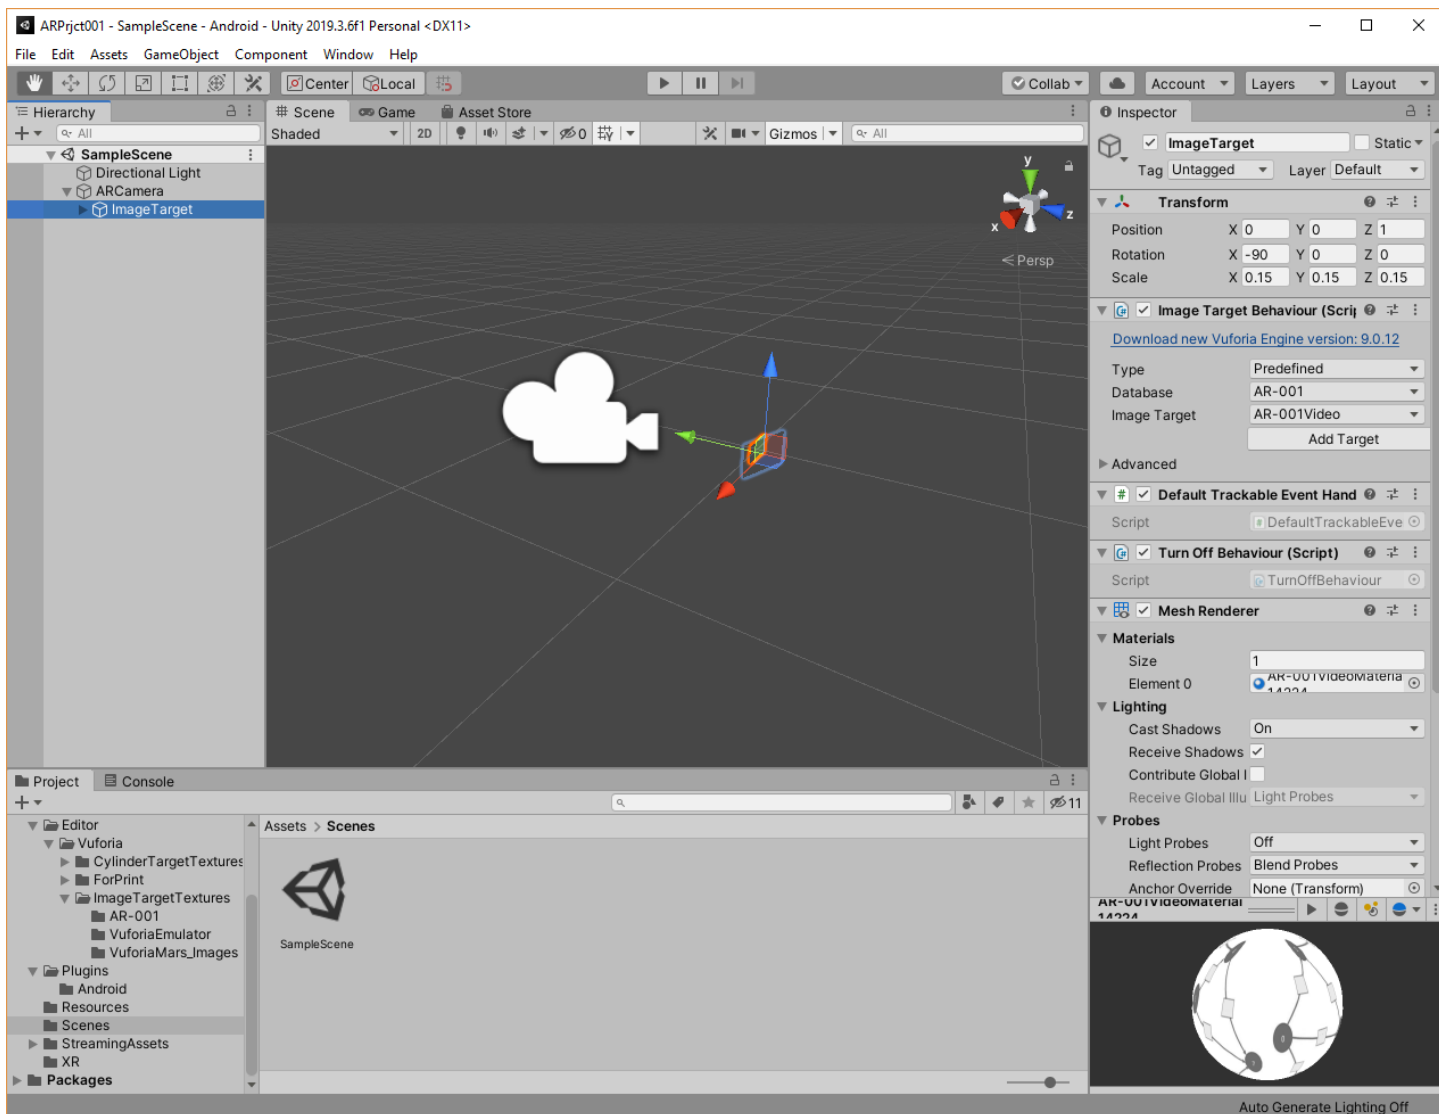 ARPrjct001 - SampleScene - Android - Unity 2019.3.6f1 Personal <DX11>
File Edit Assets GameObject Component Window Help
Center Local Collab Account Layers Layout
Hierarchy
All
SampleScene
Directional Light
ARCamera
ImageTarget
Scene Game Asset Store
Shaded 2D 0 Gizmos All
y
x z
Persp
Inspector
ImageTarget Static
Tag Untagged Layer Default
Transform
Position X 0 Y 0 Z 1
Rotation X -90 Y 0 Z 0
Scale X 0.15 Y 0.15 Z 0.15
Image Target Behaviour (Scrip
Download new Vuforia Engine version: 9.0.12
Type Predefined
Database AR-001
Image Target AR-001Video
Add Target
Advanced
Default Trackable Event Hand
Script DefaultTrackableEve
Turn Off Behaviour (Script)
Script TurnOffBehaviour
Mesh Renderer
Materials
Size 1
Element 0 AR-001VideoMateria
14224
Lighting
Cast Shadows On
Receive Shadows
Contribute Global I
Receive Global Illu Light Probes
Probes
Light Probes Off
Reflection Probes Blend Probes
Anchor Override None (Transform)
AR-001VideoMaterial
14224
Project Console
11
Editor
Vuforia
CylinderTargetTextures
ForPrint
ImageTargetTextures
AR-001
VuforiaEmulator
VuforiaMars_Images
Plugins
Android
Resources
Scenes
StreamingAssets
XR
Packages
Assets > Scenes
SampleScene
Auto Generate Lighting Off